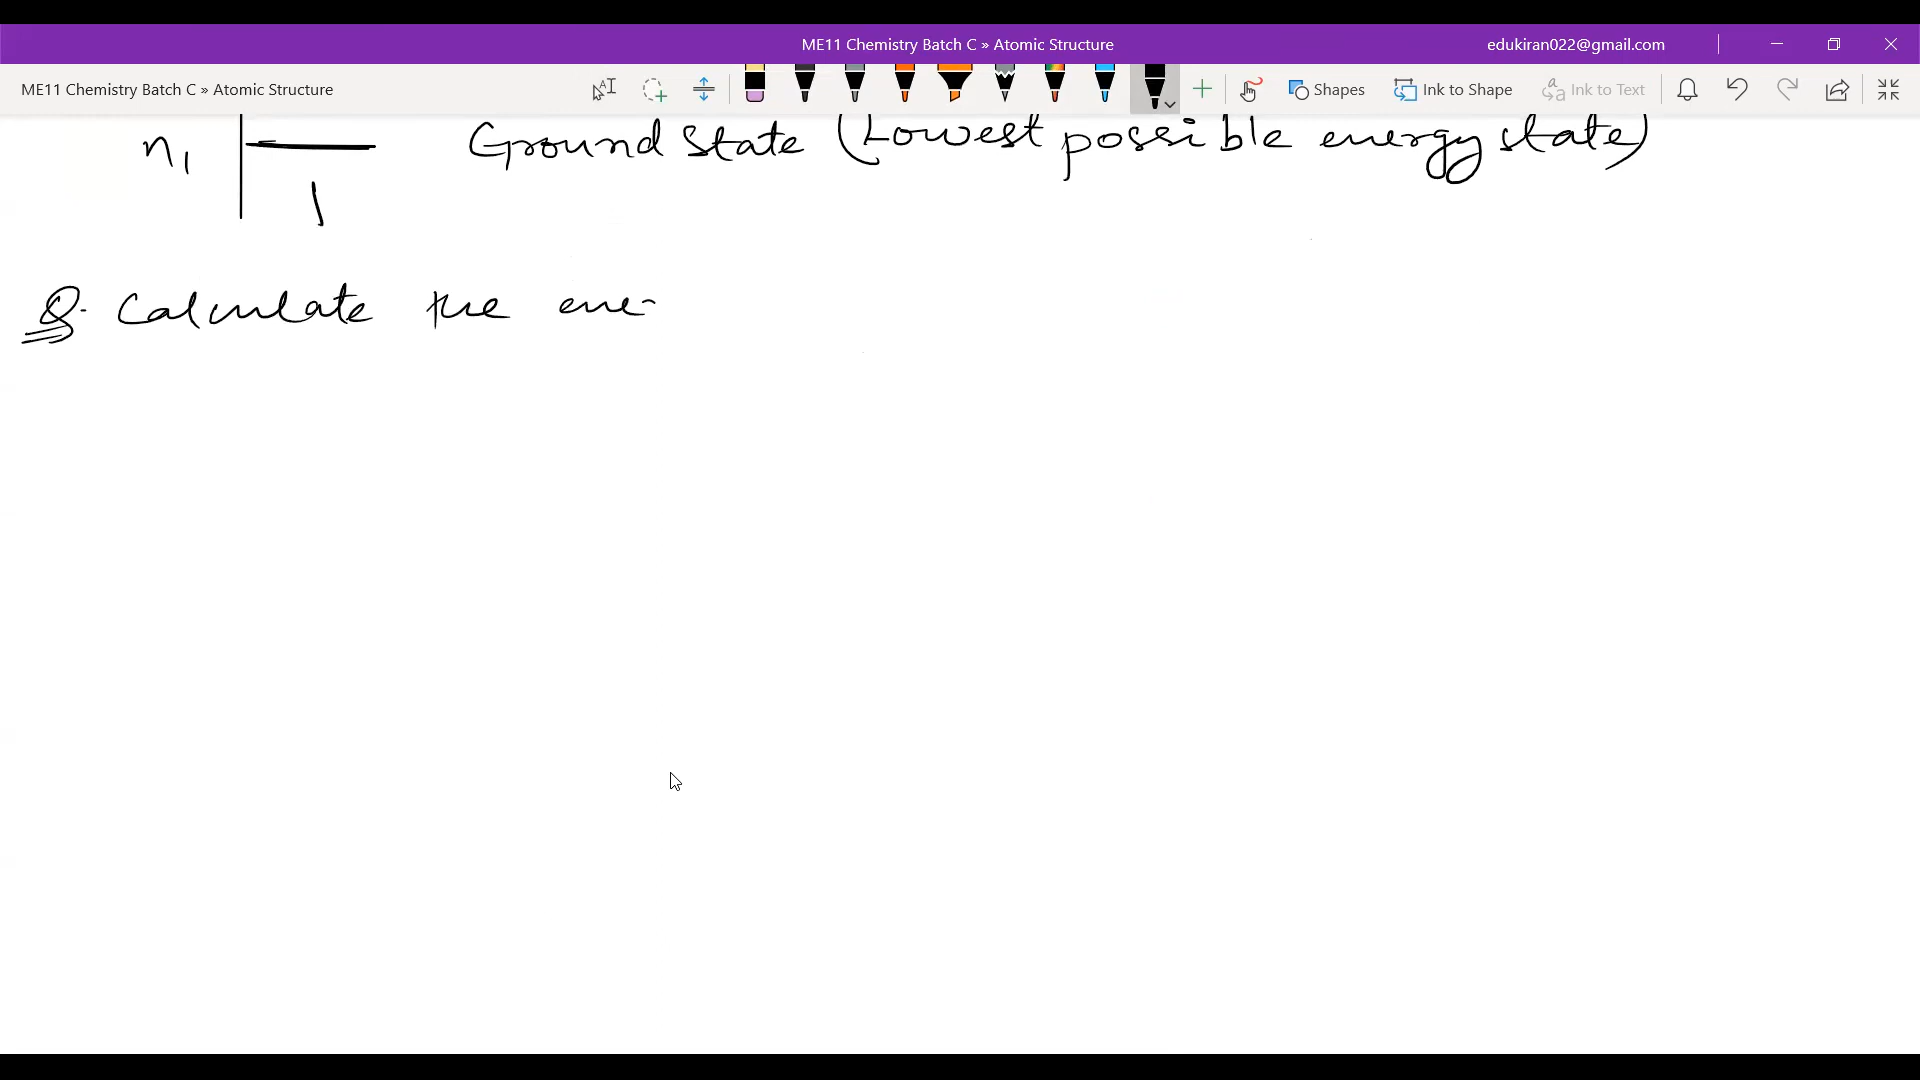 ME11 Chemistry Batch C » Atomic Structure
edukiran022@gmail.com
ME11 Chemistry Batch C » Atomic Structure
Shapes
Ink to Shape
Ink to Text
n1 Ground State (Lowest possible energy state)
1
Q. Calculate the ener